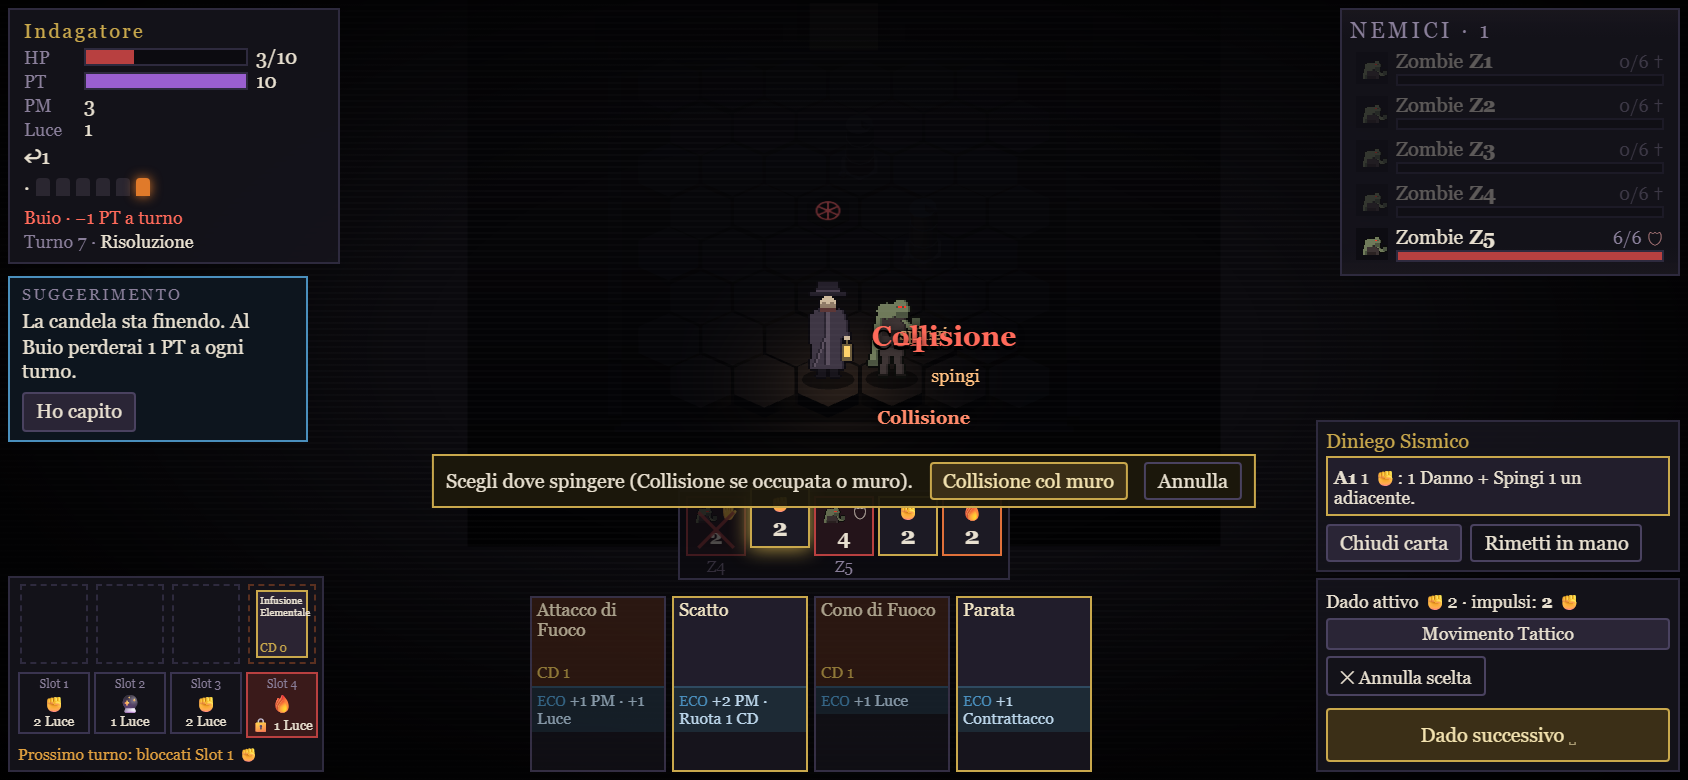 Indagatore
HP 3/10
PT 10
PM 3
Luce 1
↩1
Buio · −1 PT a turno
Turno 7 · Risoluzione
SUGGERIMENTO
La candela sta finendo. Al
Buio perderai 1 PT a ogni
turno.
Ho capito
NEMICI · 1
Zombie Z1 0/6 †
Zombie Z2 0/6 †
Zombie Z3 0/6 †
Zombie Z4 0/6 †
Zombie Z5 6/6
Collisione
spingi
Collisione
Scegli dove spingere (Collisione se occupata o muro). Collisione col muro Annulla
2 2 4 2 2
Z4 Z5
Diniego Sismico
A1 1 ✊ : 1 Danno + Spingi 1 un
adiacente.
Chiudi carta Rimetti in mano
Dado attivo ✊ 2 · impulsi: 2 ✊
Movimento Tattico
✕ Annulla scelta
Dado successivo
Infusione
Elementale
CD 0
Slot 1 Slot 2 Slot 3 Slot 4
2 Luce 1 Luce 2 Luce 🔒 1 Luce
Prossimo turno: bloccati Slot 1 ✊
Attacco di
Fuoco
CD 1
ECO +1 PM · +1
Luce
Scatto
ECO +2 PM ·
Ruota 1 CD
Cono di Fuoco
CD 1
ECO +1 Luce
Parata
ECO +1
Contrattacco